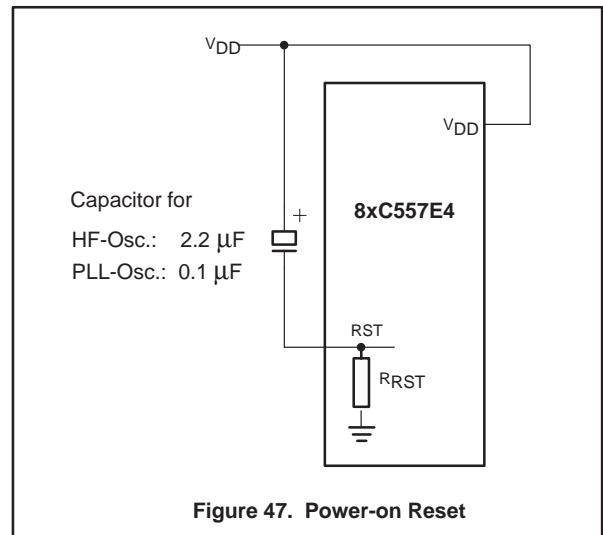 VDD
VDD
Capacitor for
HF-Osc.: 2.2 μF
PLL-Osc.: 0.1 μF
+
8xC557E4
RST
RRST
Figure 47. Power-on Reset